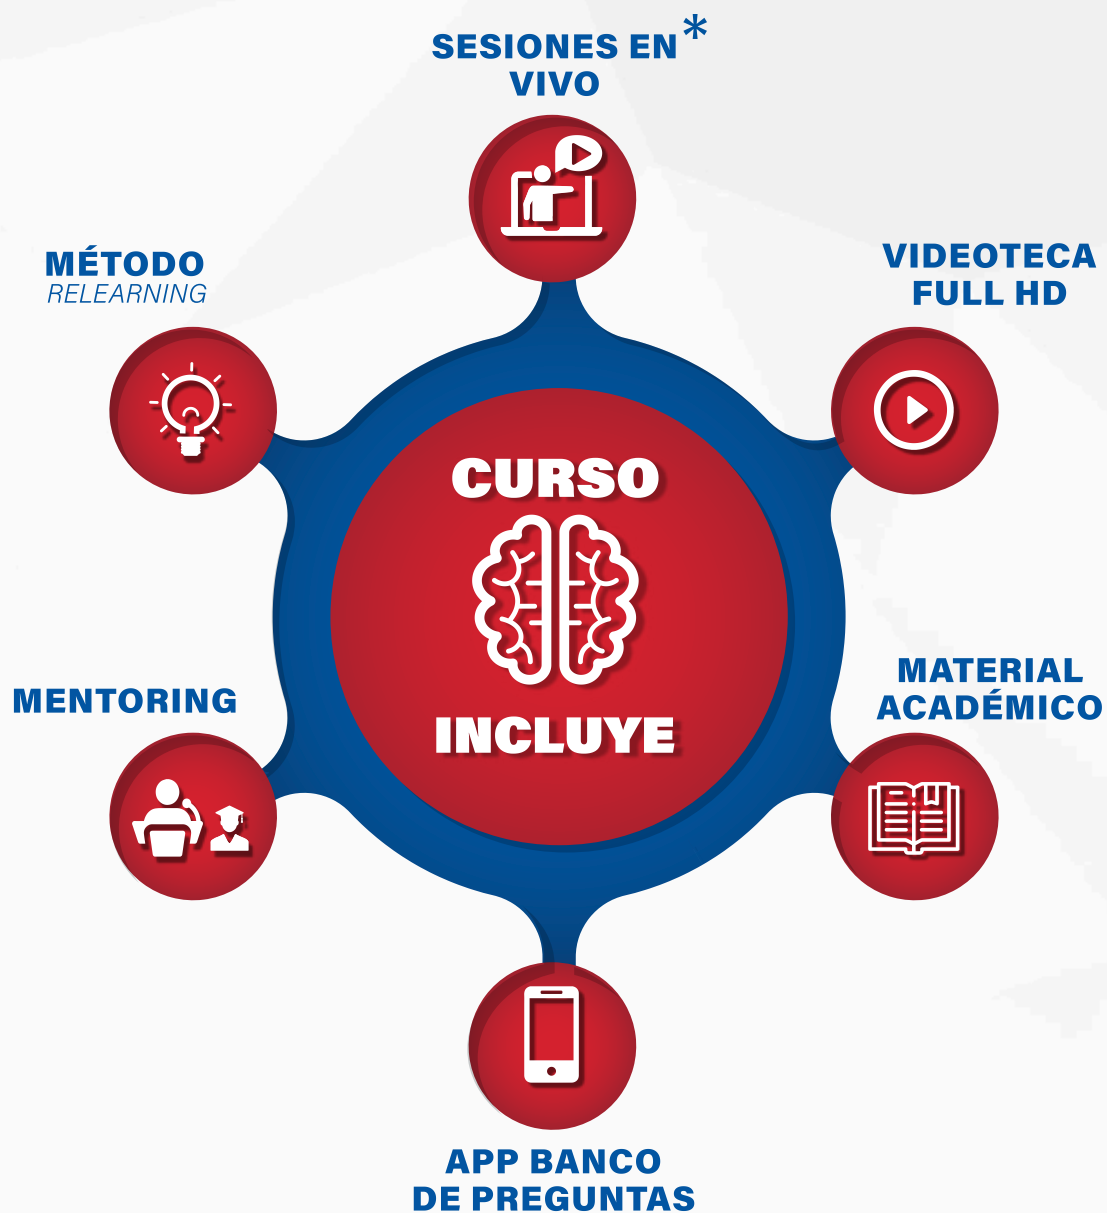 SESIONES EN*
VIVO
MÉTODO
RELEARNING
VIDEOTECA
FULL HD
CURSO
INCLUYE
MENTORING
MATERIAL
ACADÉMICO
APP BANCO
DE PREGUNTAS